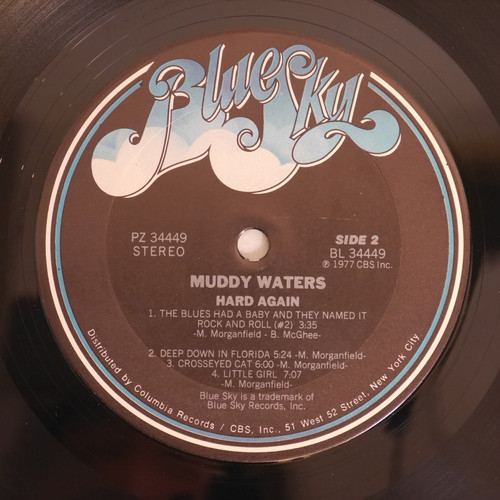 Blue Sky
PZ 34449
STEREO
SIDE 2
BL 34449
℗ 1977 CBS Inc.
MUDDY WATERS
HARD AGAIN
1. THE BLUES HAD A BABY AND THEY NAMED IT
ROCK AND ROLL (#2) 3:35
-M. Morganfield - B. McGhee-
2. DEEP DOWN IN FLORIDA 5:24 -M. Morganfield-
3. CROSSEYED CAT 6:00 -M. Morganfield-
4. LITTLE GIRL 7:07
-M. Morganfield-
Blue Sky is a trademark of
Blue Sky Records, Inc.
Distributed by Columbia Records / CBS, Inc., 51 West 52 Street, New York City